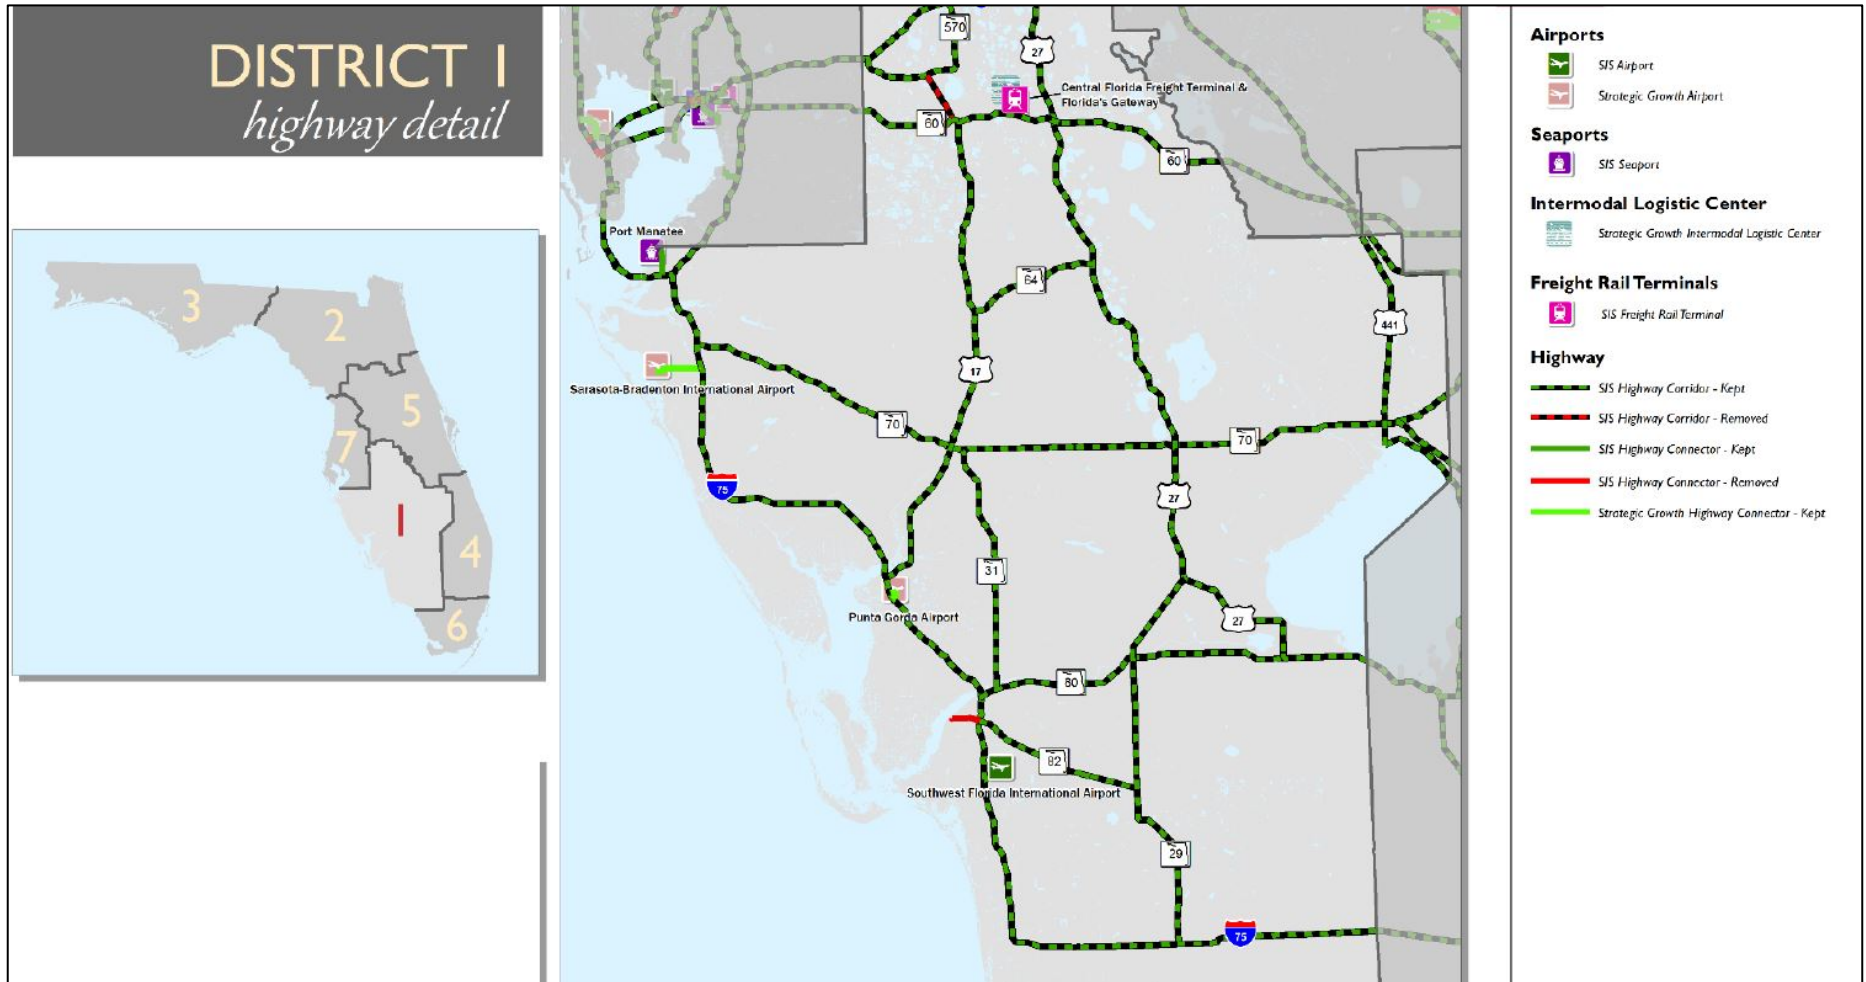 DISTRICT 1
highway detail
3
2
5
7
1
4
6
570
27
Central Florida Freight Terminal &
Florida's Gateway
60
60
Port Manatee
64
441
17
Sarasota-Bradenton International Airport
70
70
75
27
31
Punta Gorda Airport
27
80
82
Southwest Florida International Airport
29
75
Airports
SIS Airport
Strategic Growth Airport
Seaports
SIS Seaport
Intermodal Logistic Center
Strategic Growth Intermodal Logistic Center
Freight Rail Terminals
SIS Freight Rail Terminal
Highway
SIS Highway Corridor - Kept
SIS Highway Corridor - Removed
SIS Highway Connector - Kept
SIS Highway Connector - Removed
Strategic Growth Highway Connector - Kept